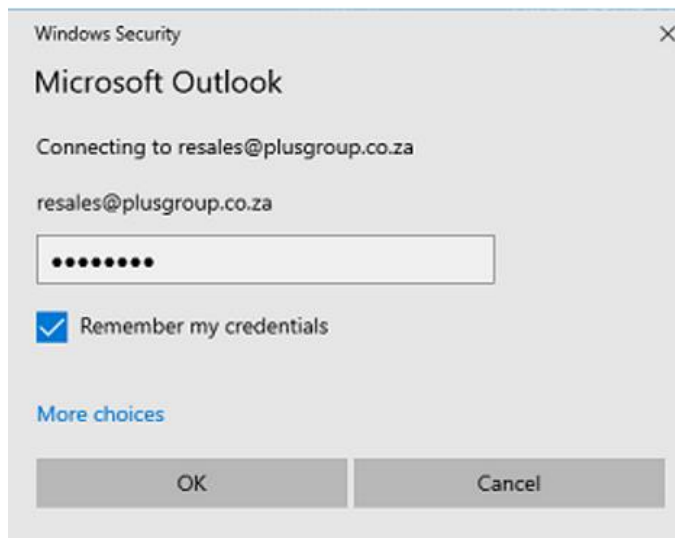 Windows Security
Microsoft Outlook
Connecting to resales@plusgroup.co.za
resales@plusgroup.co.za
••••••••
Remember my credentials
More choices
OK
Cancel